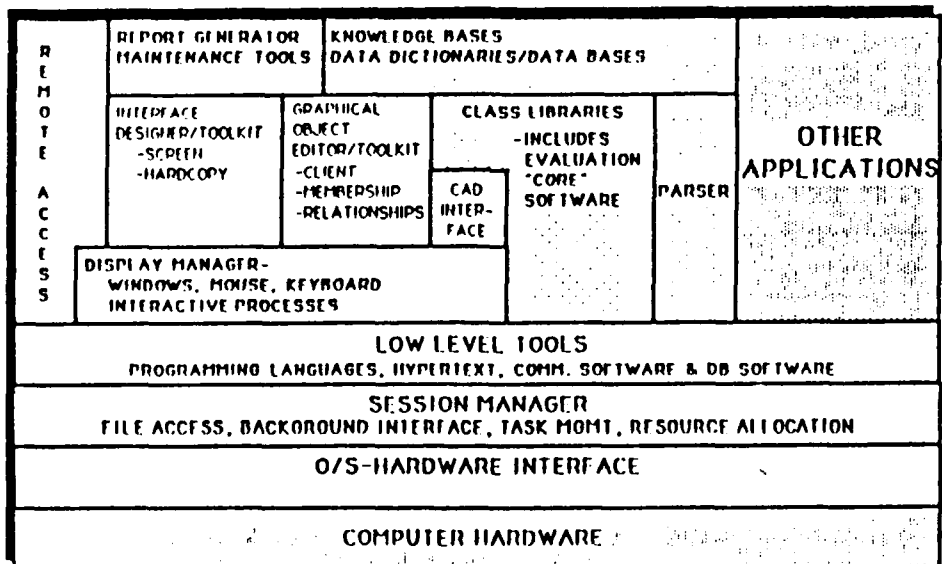 REMOTE ACCESS
REPORT GENERATOR
MAINTENANCE TOOLS
KNOWLEDGE BASES
DATA DICTIONARIES/DATA BASES
INTERFACE
DESIGNER/TOOLKIT
-SCREEN
-HARDCOPY
GRAPHICAL
OBJECT
EDITOR/TOOLKIT
-CLIENT
-MEMBERSHIP
-RELATIONSHIPS
CLASS LIBRARIES
-INCLUDES
EVALUATION
"CORE"
SOFTWARE
CAD
INTER-
FACE
PARSER
OTHER
APPLICATIONS
DISPLAY MANAGER-
WINDOWS, MOUSE, KEYBOARD
INTERACTIVE PROCESSES
LOW LEVEL TOOLS
PROGRAMMING LANGUAGES, HYPERTEXT, COMM. SOFTWARE & DB SOFTWARE
SESSION MANAGER
FILE ACCESS, BACKGROUND INTERFACE, TASK MGMT, RESOURCE ALLOCATION
O/S-HARDWARE INTERFACE
COMPUTER HARDWARE